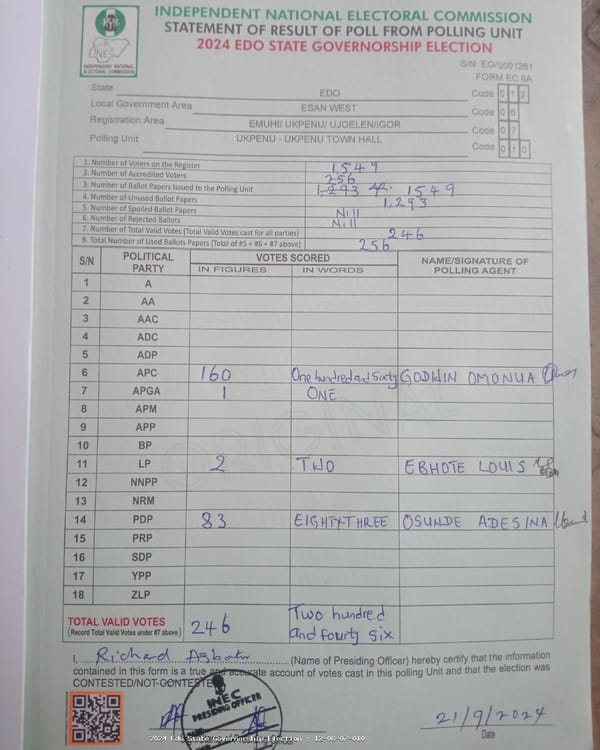 INDEPENDENT NATIONAL ELECTORAL COMMISSION
STATEMENT OF RESULT OF POLL FROM POLLING UNIT
2024 EDO STATE GOVERNORSHIP ELECTION
INEC
INDEPENDENT NATIONAL
ELECTORAL COMMISSION
S/N: EG/0001261
FORM EC 8A
State EDO Code 0 1 2
Local Government Area ESAN WEST Code 0 6
Registration Area EMUHI/ UKPENU/ UJOELEN/IGOR Code 0 7
Polling Unit UKPENU - UKPENU TOWN HALL Code 0 1 0
1. Number of Voters on the Register 1,549
2. Number of Accredited Voters 256
3. Number of Ballot Papers Issued to the Polling Unit 1,293 1549
4. Number of Unused Ballot Papers 1,293
5. Number of Spoiled Ballot Papers Nill
6. Number of Rejected Ballots Nill
7. Number of Total Valid Votes (Total Valid Votes cast for all parties) 246
8. Total Number of Used Ballots Papers (Total of #5 + #6 + #7 above) 256
S/N POLITICAL PARTY VOTES SCORED NAME/SIGNATURE OF POLLING AGENT
IN FIGURES IN WORDS
1 A
2 AA
3 AAC
4 ADC
5 ADP
6 APC 160 One hundred and Sixty GODWIN OMONUA
7 APGA 1 ONE
8 APM
9 APP
10 BP
11 LP 2 TWO EBHOTE LOUIS
12 NNPP
13 NRM
14 PDP 83 EIGHTY-THREE OSUNDE ADESINA
15 PRP
16 SDP
17 YPP
18 ZLP
ORIGINAL
TOTAL VALID VOTES 246 Two hundred
(Record Total Valid Votes under #7 above) and fourty six
I, Richard (Name of Presiding Officer) hereby certify that the information
contained in this form is a true and accurate account of votes cast in this polling Unit and that the election was
CONTESTED/NOT CONTESTED
INEC
PRESIDING OFFICER
21/9/2024
Date
2024 Edo State Governorship Election : 12-06-07-010